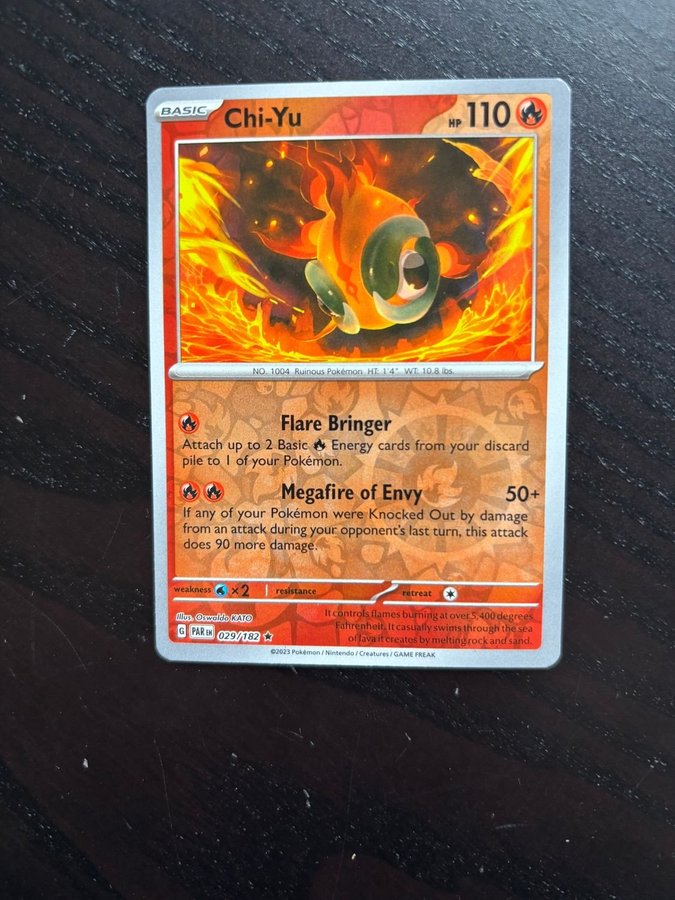 BASIC Chi-Yu HP 110
NO. 1004 Ruinous Pokémon HT: 1'4" WT: 10.8 lbs.
Flare Bringer
Attach up to 2 Basic Energy cards from your discard
pile to 1 of your Pokémon.
Megafire of Envy 50+
If any of your Pokémon were Knocked Out by damage
from an attack during your opponent's last turn, this attack
does 90 more damage.
weakness ×2 resistance retreat
Illus. Oswaldo KATO
G PAR EN 029/182 ★
It controls flames burning at over 5,400 degrees
Fahrenheit. It casually swims through the sea
of lava it creates by melting rock and sand.
©2023 Pokémon / Nintendo / Creatures / GAME FREAK